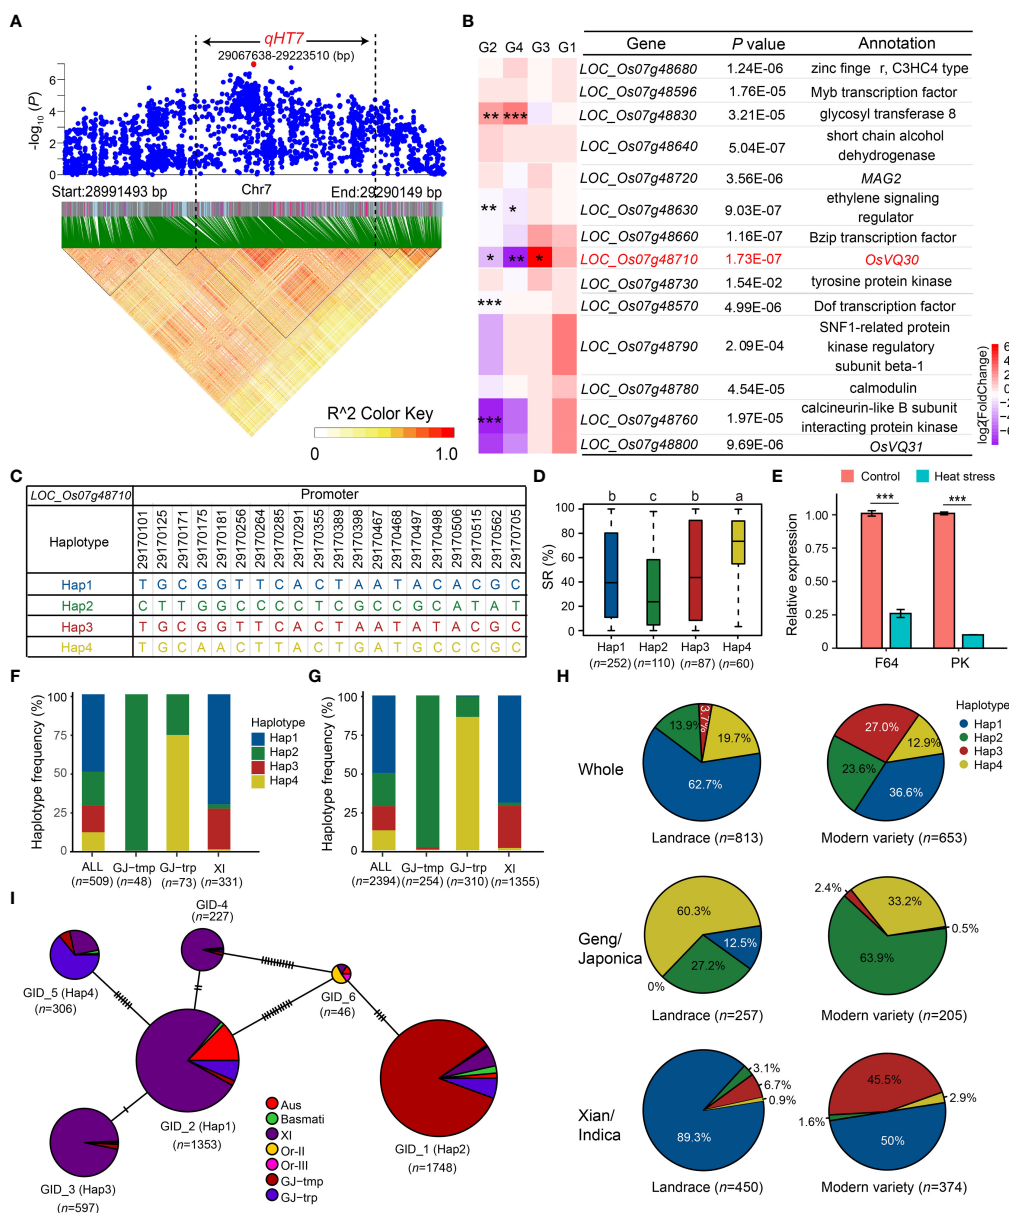 A
qHT7
29067638-29223510 (bp)
-log10 (P)
6
4
2
0
Start:28991493 bp
Chr7
End:29290149 bp
R^2 Color Key
0
1.0
B
G2 G4 G3 G1
Gene P value Annotation
LOC_Os07g48680 1.24E-06 zinc finge r, C3HC4 type
LOC_Os07g48596 1.76E-05 Myb transcription factor
** *** LOC_Os07g48830 3.21E-05 glycosyl transferase 8
LOC_Os07g48640 5.04E-07 short chain alcohol
dehydrogenase
LOC_Os07g48720 3.56E-06 MAG2
** * LOC_Os07g48630 9.03E-07 ethylene signaling
regulator
LOC_Os07g48660 1.16E-07 Bzip transcription factor
* ** * LOC_Os07g48710 1.73E-07 OsVQ30
LOC_Os07g48730 1.54E-02 tyrosine protein kinase
*** LOC_Os07g48570 4.99E-06 Dof transcription factor
LOC_Os07g48790 2.09E-04 SNF1-related protein
kinase regulatory
subunit beta-1
LOC_Os07g48780 4.54E-05 calmodulin
*** LOC_Os07g48760 1.97E-05 calcineurin-like B subunit
interacting protein kinase
LOC_Os07g48800 9.69E-06 OsVQ31
log2(FoldChange)
6
4
2
0
−2
−4
−6
C
LOC_Os07g48710 Promoter
Haplotype 29170101 29170125 29170171 29170175 29170181 29170256 29170264 29170285 29170291 29170355 29170389 29170398 29170467 29170468 29170497 29170498 29170506 29170515 29170562 29170705
Hap1 T G C G G T T C A C T A A T A C A C G C
Hap2 C T T G G C C C C T C G C C G C A T A T
Hap3 T G C G G T T C A C T A A T A T A C G C
Hap4 T G C A A C T T A C T G A T G C C C G C
D
SR (%)
100
80
60
40
20
0
b c b a
Hap1 Hap2 Hap3 Hap4
(n=252) (n=110) (n=87) (n=60)
E
Control Heat stress
Relative expression
1.00
0.75
0.50
0.25
0
*** ***
F64 PK
F
Haplotype frequency (%)
100
75
50
25
0
Haplotype
Hap1
Hap2
Hap3
Hap4
ALL GJ−tmp GJ−trp XI
(n=509) (n=48) (n=73) (n=331)
G
Haplotype frequency (%)
100
75
50
25
0
ALL GJ−tmp GJ−trp XI
(n=2394) (n=254) (n=310) (n=1355)
H
Haplotype
Hap1
Hap2
Hap3
Hap4
Whole
13.9%
3.7%
19.7%
62.7%
27.0%
12.9%
23.6%
36.6%
Landrace (n=813)
Modern variety (n=653)
Geng/
Japonica
60.3%
12.5%
27.2%
0%
2.4%
33.2%
0.5%
63.9%
Landrace (n=257)
Modern variety (n=205)
Xian/
Indica
3.1%
6.7%
0.9%
89.3%
45.5%
2.9%
1.6%
50%
Landrace (n=450)
Modern variety (n=374)
I
GID-4
(n=227)
GID_5 (Hap4)
(n=306)
GID_6
(n=46)
GID_2 (Hap1)
(n=1353)
GID_1 (Hap2)
(n=1748)
GID_3 (Hap3)
(n=597)
Aus
Basmati
XI
Or-II
Or-III
GJ-tmp
GJ-trp